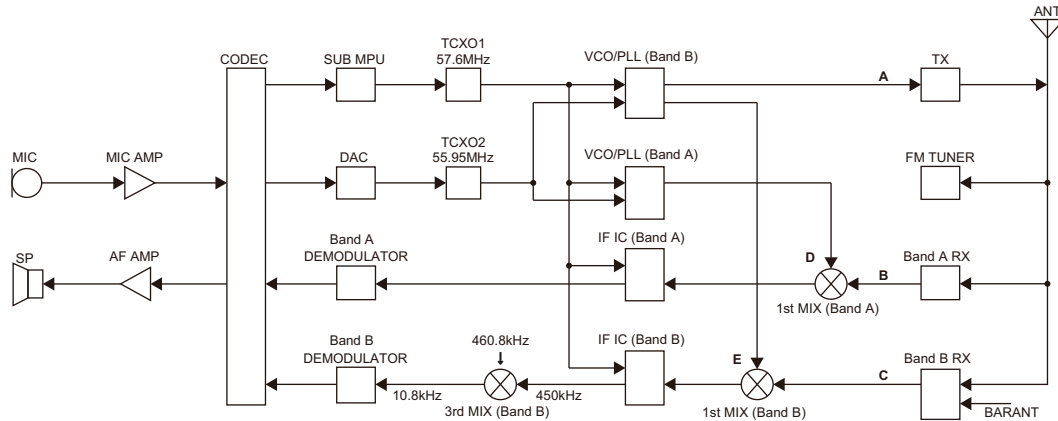 ANT
CODEC
SUB MPU
TCXO1
57.6MHz
VCO/PLL (Band B)
A
TX
MIC
MIC AMP
DAC
TCXO2
55.95MHz
VCO/PLL (Band A)
FM TUNER
SP
AF AMP
Band A
DEMODULATOR
IF IC (Band A)
D
B
Band A RX
1st MIX (Band A)
Band B
DEMODULATOR
460.8kHz
IF IC (Band B)
E
C
Band B RX
10.8kHz
450kHz
3rd MIX (Band B)
1st MIX (Band B)
BARANT